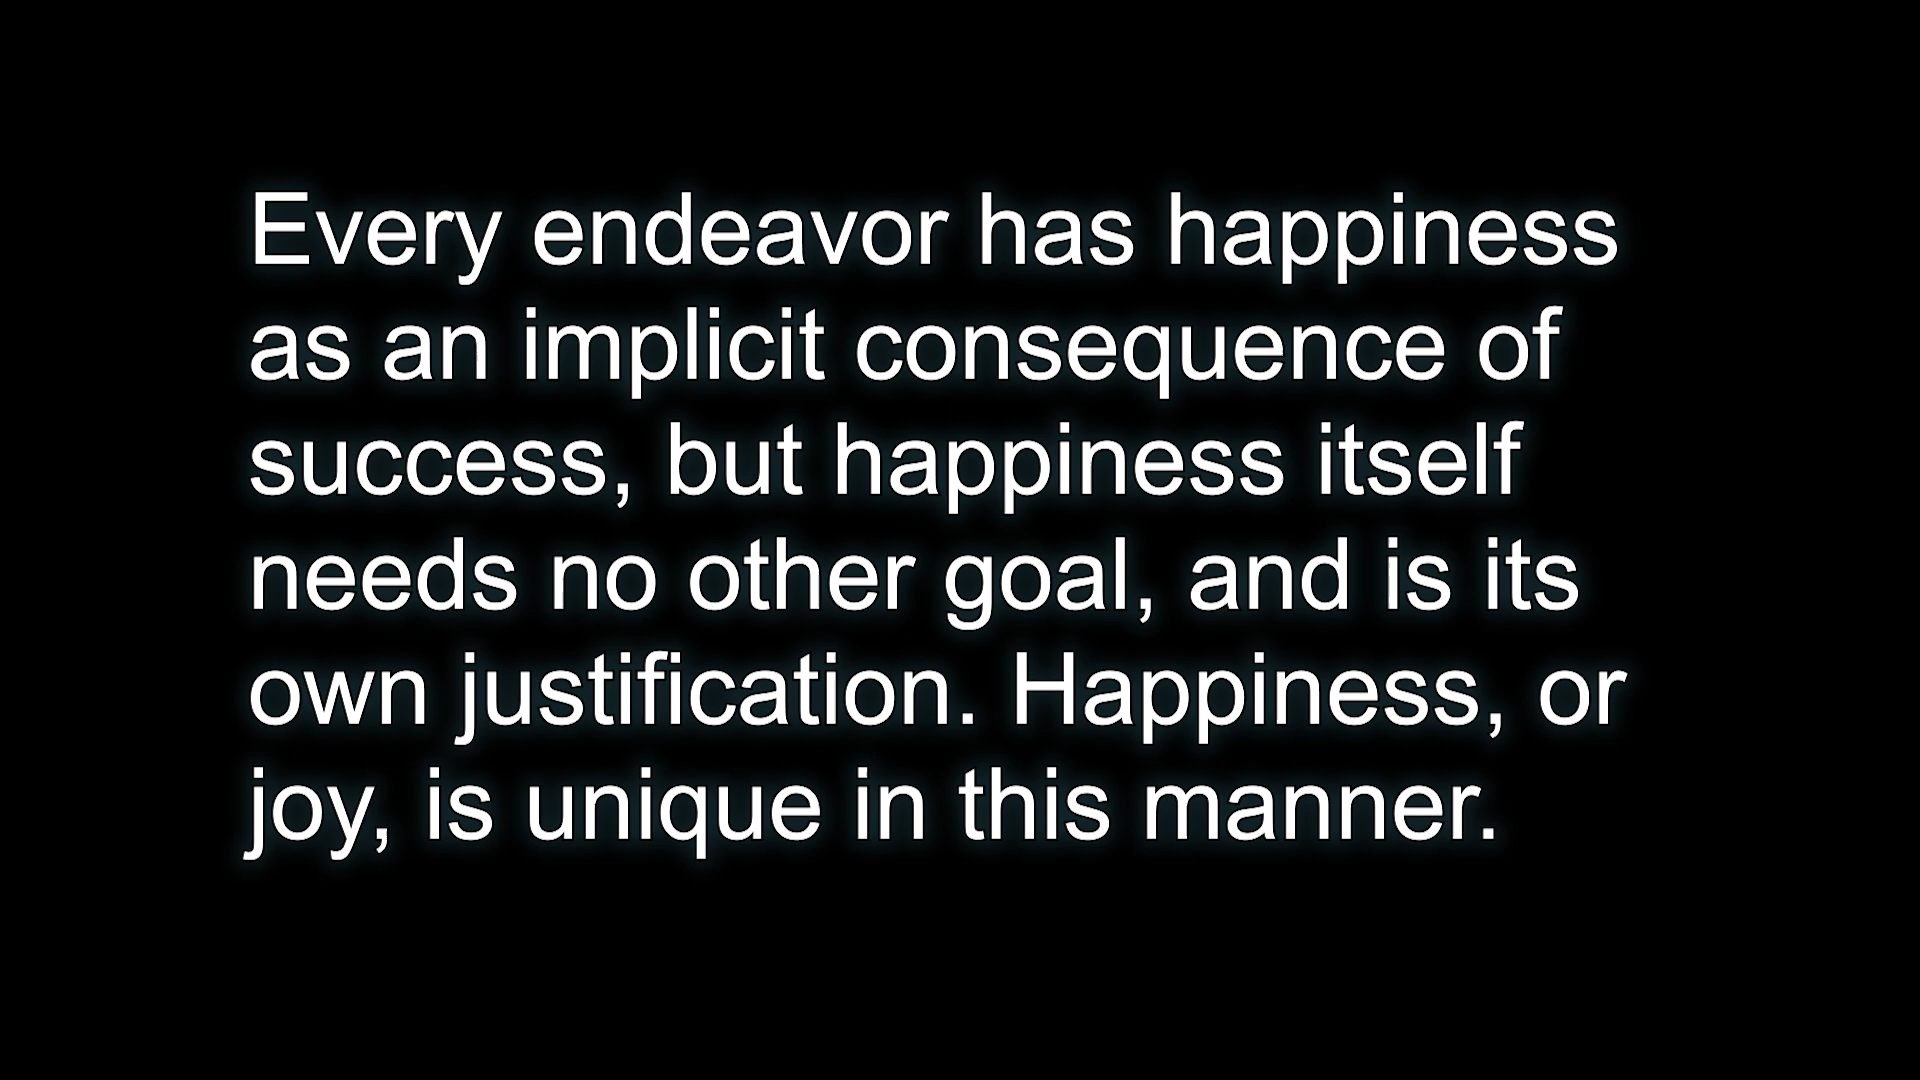 Every endeavor has happiness
as an implicit consequence of
success, but happiness itself
needs no other goal, and is its
own justification. Happiness, or
joy, is unique in this manner.